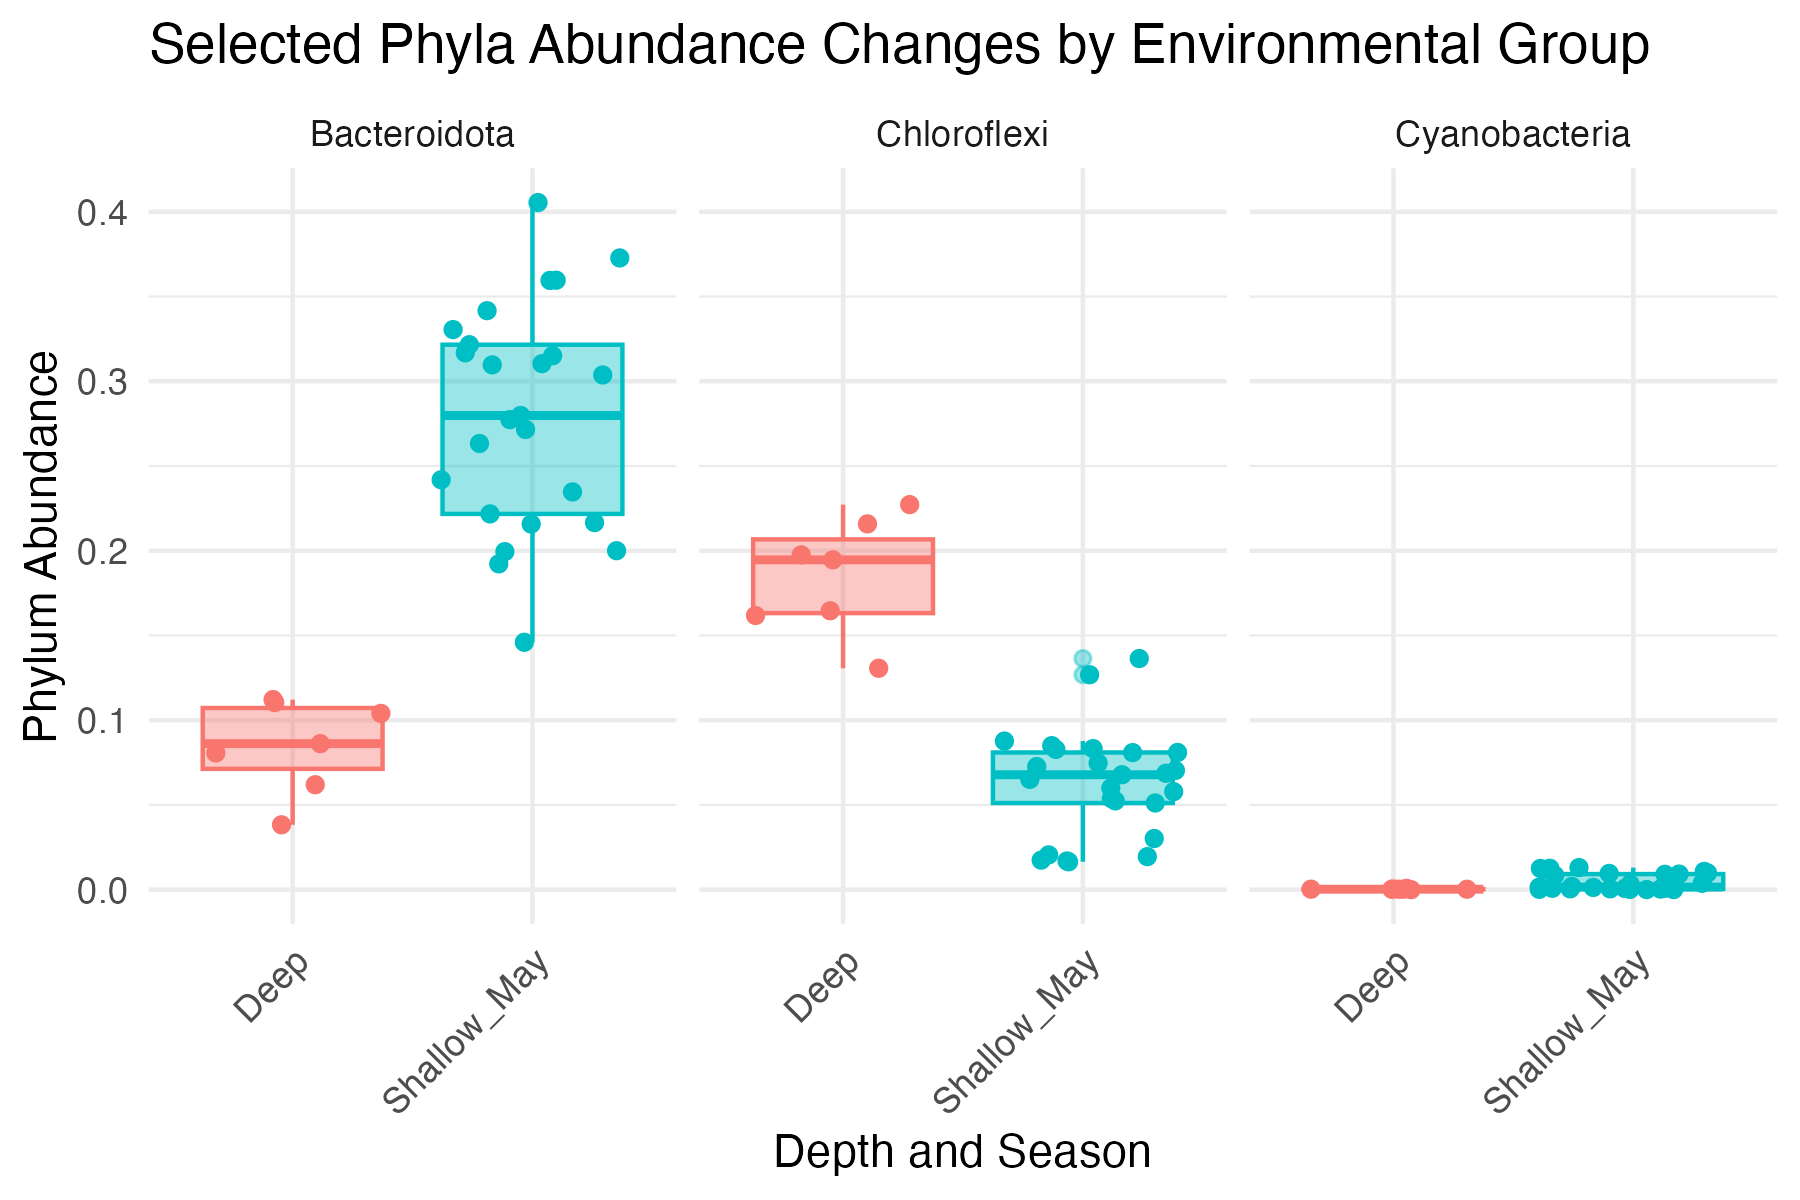 Selected Phyla Abundance Changes by Environmental Group
Bacteroidota
Chloroflexi
Cyanobacteria
Phylum Abundance
0.4
0.3
0.2
0.1
0.0
Deep
Shallow_May
Deep
Shallow_May
Deep
Shallow_May
Depth and Season